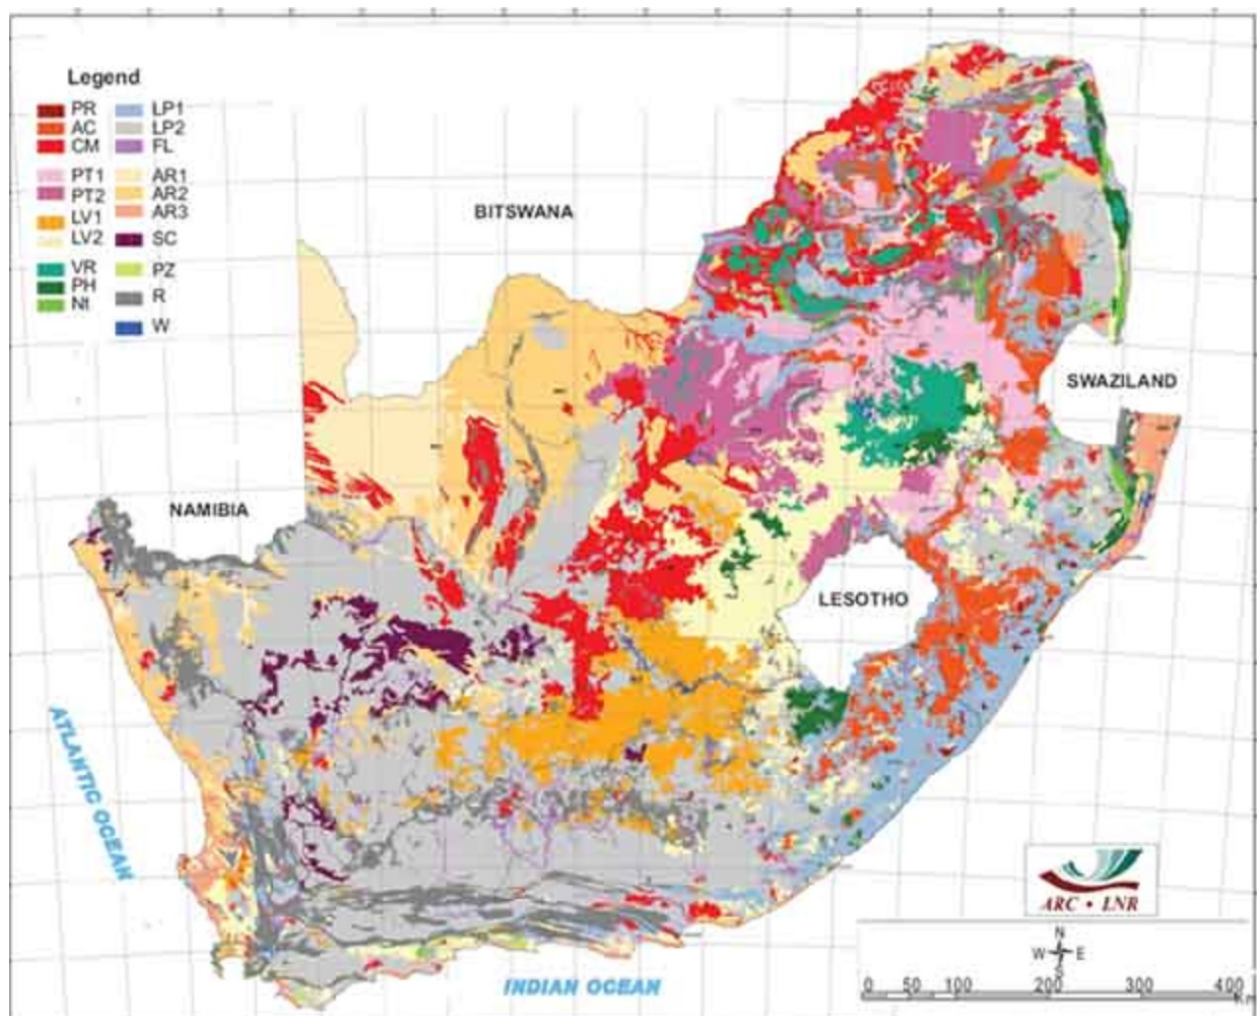 Legend
PR
AC
CM
PT1
PT2
LV1
LV2
VR
PH
Nt
LP1
LP2
FL
AR1
AR2
AR3
SC
PZ
R
W
BITSWANA
NAMIBIA
SWAZILAND
LESOTHO
ATLANTIC OCEAN
INDIAN OCEAN
ARC • LNR
N
W E
S
0 50 100 200 300 400
Km